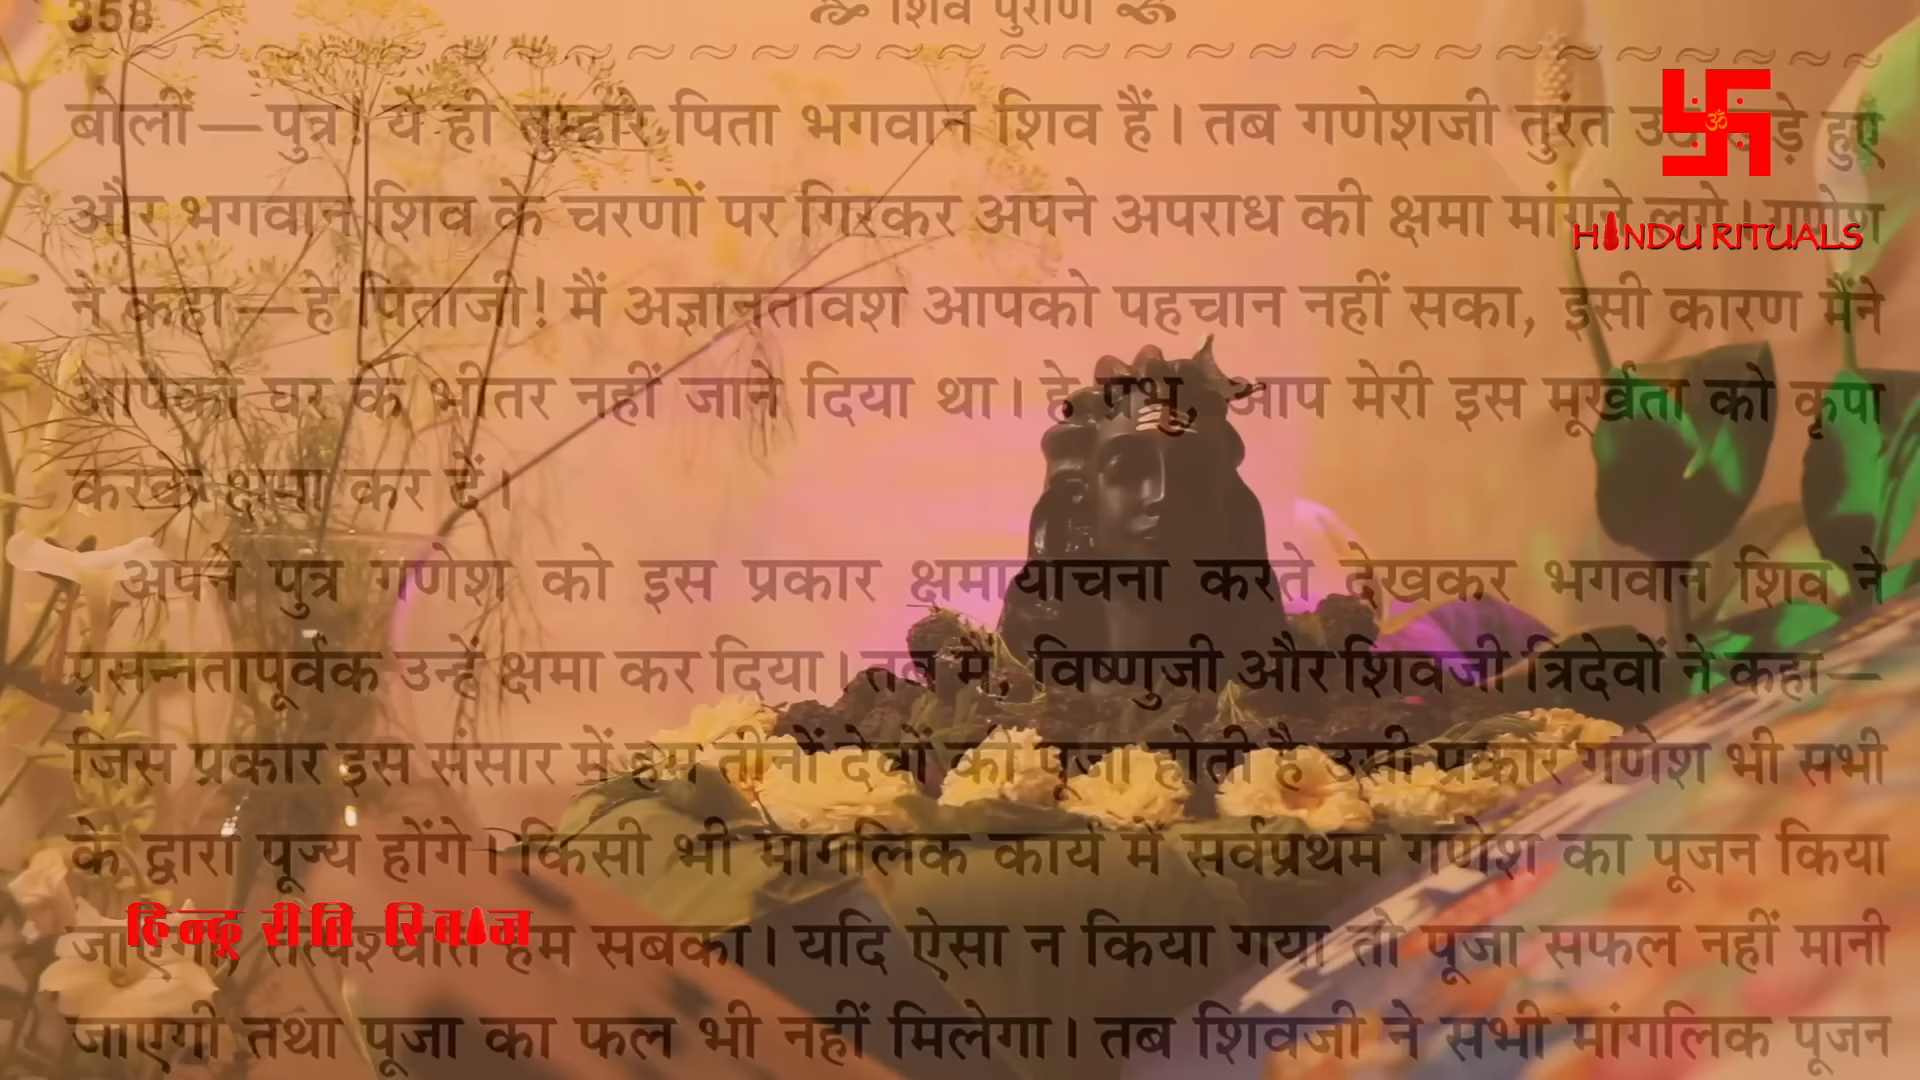 358
शिव पुराण
बोलीं—पुत्र! ये ही तुम्हारे पिता भगवान शिव हैं। तब गणेशजी तुरंत उठ खड़े हुए
और भगवान शिव के चरणों पर गिरकर अपने अपराध की क्षमा मांगने लगे। गणेश
ने कहा—हे पिताजी! मैं अज्ञानतावश आपको पहचान नहीं सका, इसी कारण मैंने
आपको घर के भीतर नहीं जाने दिया था। हे प्रभु, आप मेरी इस मूर्खता को कृपा
करके क्षमा कर दें।
अपने पुत्र गणेश को इस प्रकार क्षमायाचना करते देखकर भगवान शिव ने
प्रसन्नतापूर्वक उन्हें क्षमा कर दिया। तब मैं, विष्णुजी और शिवजी त्रिदेवों ने कहा—
जिस प्रकार इस संसार में हम तीनों देवों की पूजा होती है उसी प्रकार गणेश भी सभी
के द्वारा पूज्य होंगे। किसी भी मांगलिक कार्य में सर्वप्रथम गणेश का पूजन किया
जाएगा, तत्पश्चात हम सबका। यदि ऐसा न किया गया तो पूजा सफल नहीं मानी
जाएगी तथा पूजा का फल भी नहीं मिलेगा। तब शिवजी ने सभी मांगलिक पूजन
ॐ
HINDU RITUALS
हिन्दू रीति-रिवाज